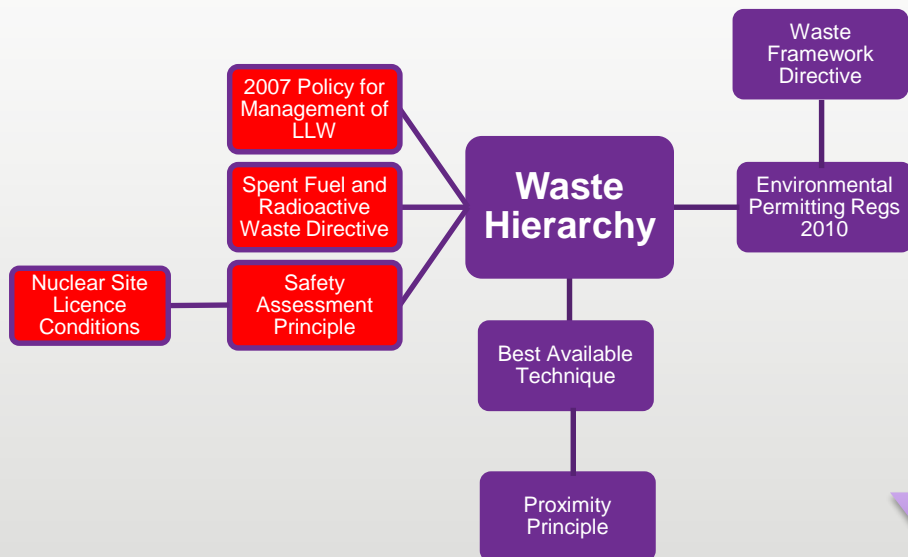 Waste
Framework
Directive
2007 Policy for
Management of
LLW
Waste
Hierarchy
Spent Fuel and
Radioactive
Waste Directive
Environmental
Permitting Regs
2010
Nuclear Site
Licence
Conditions
Safety
Assessment
Principle
Best Available
Technique
Proximity
Principle